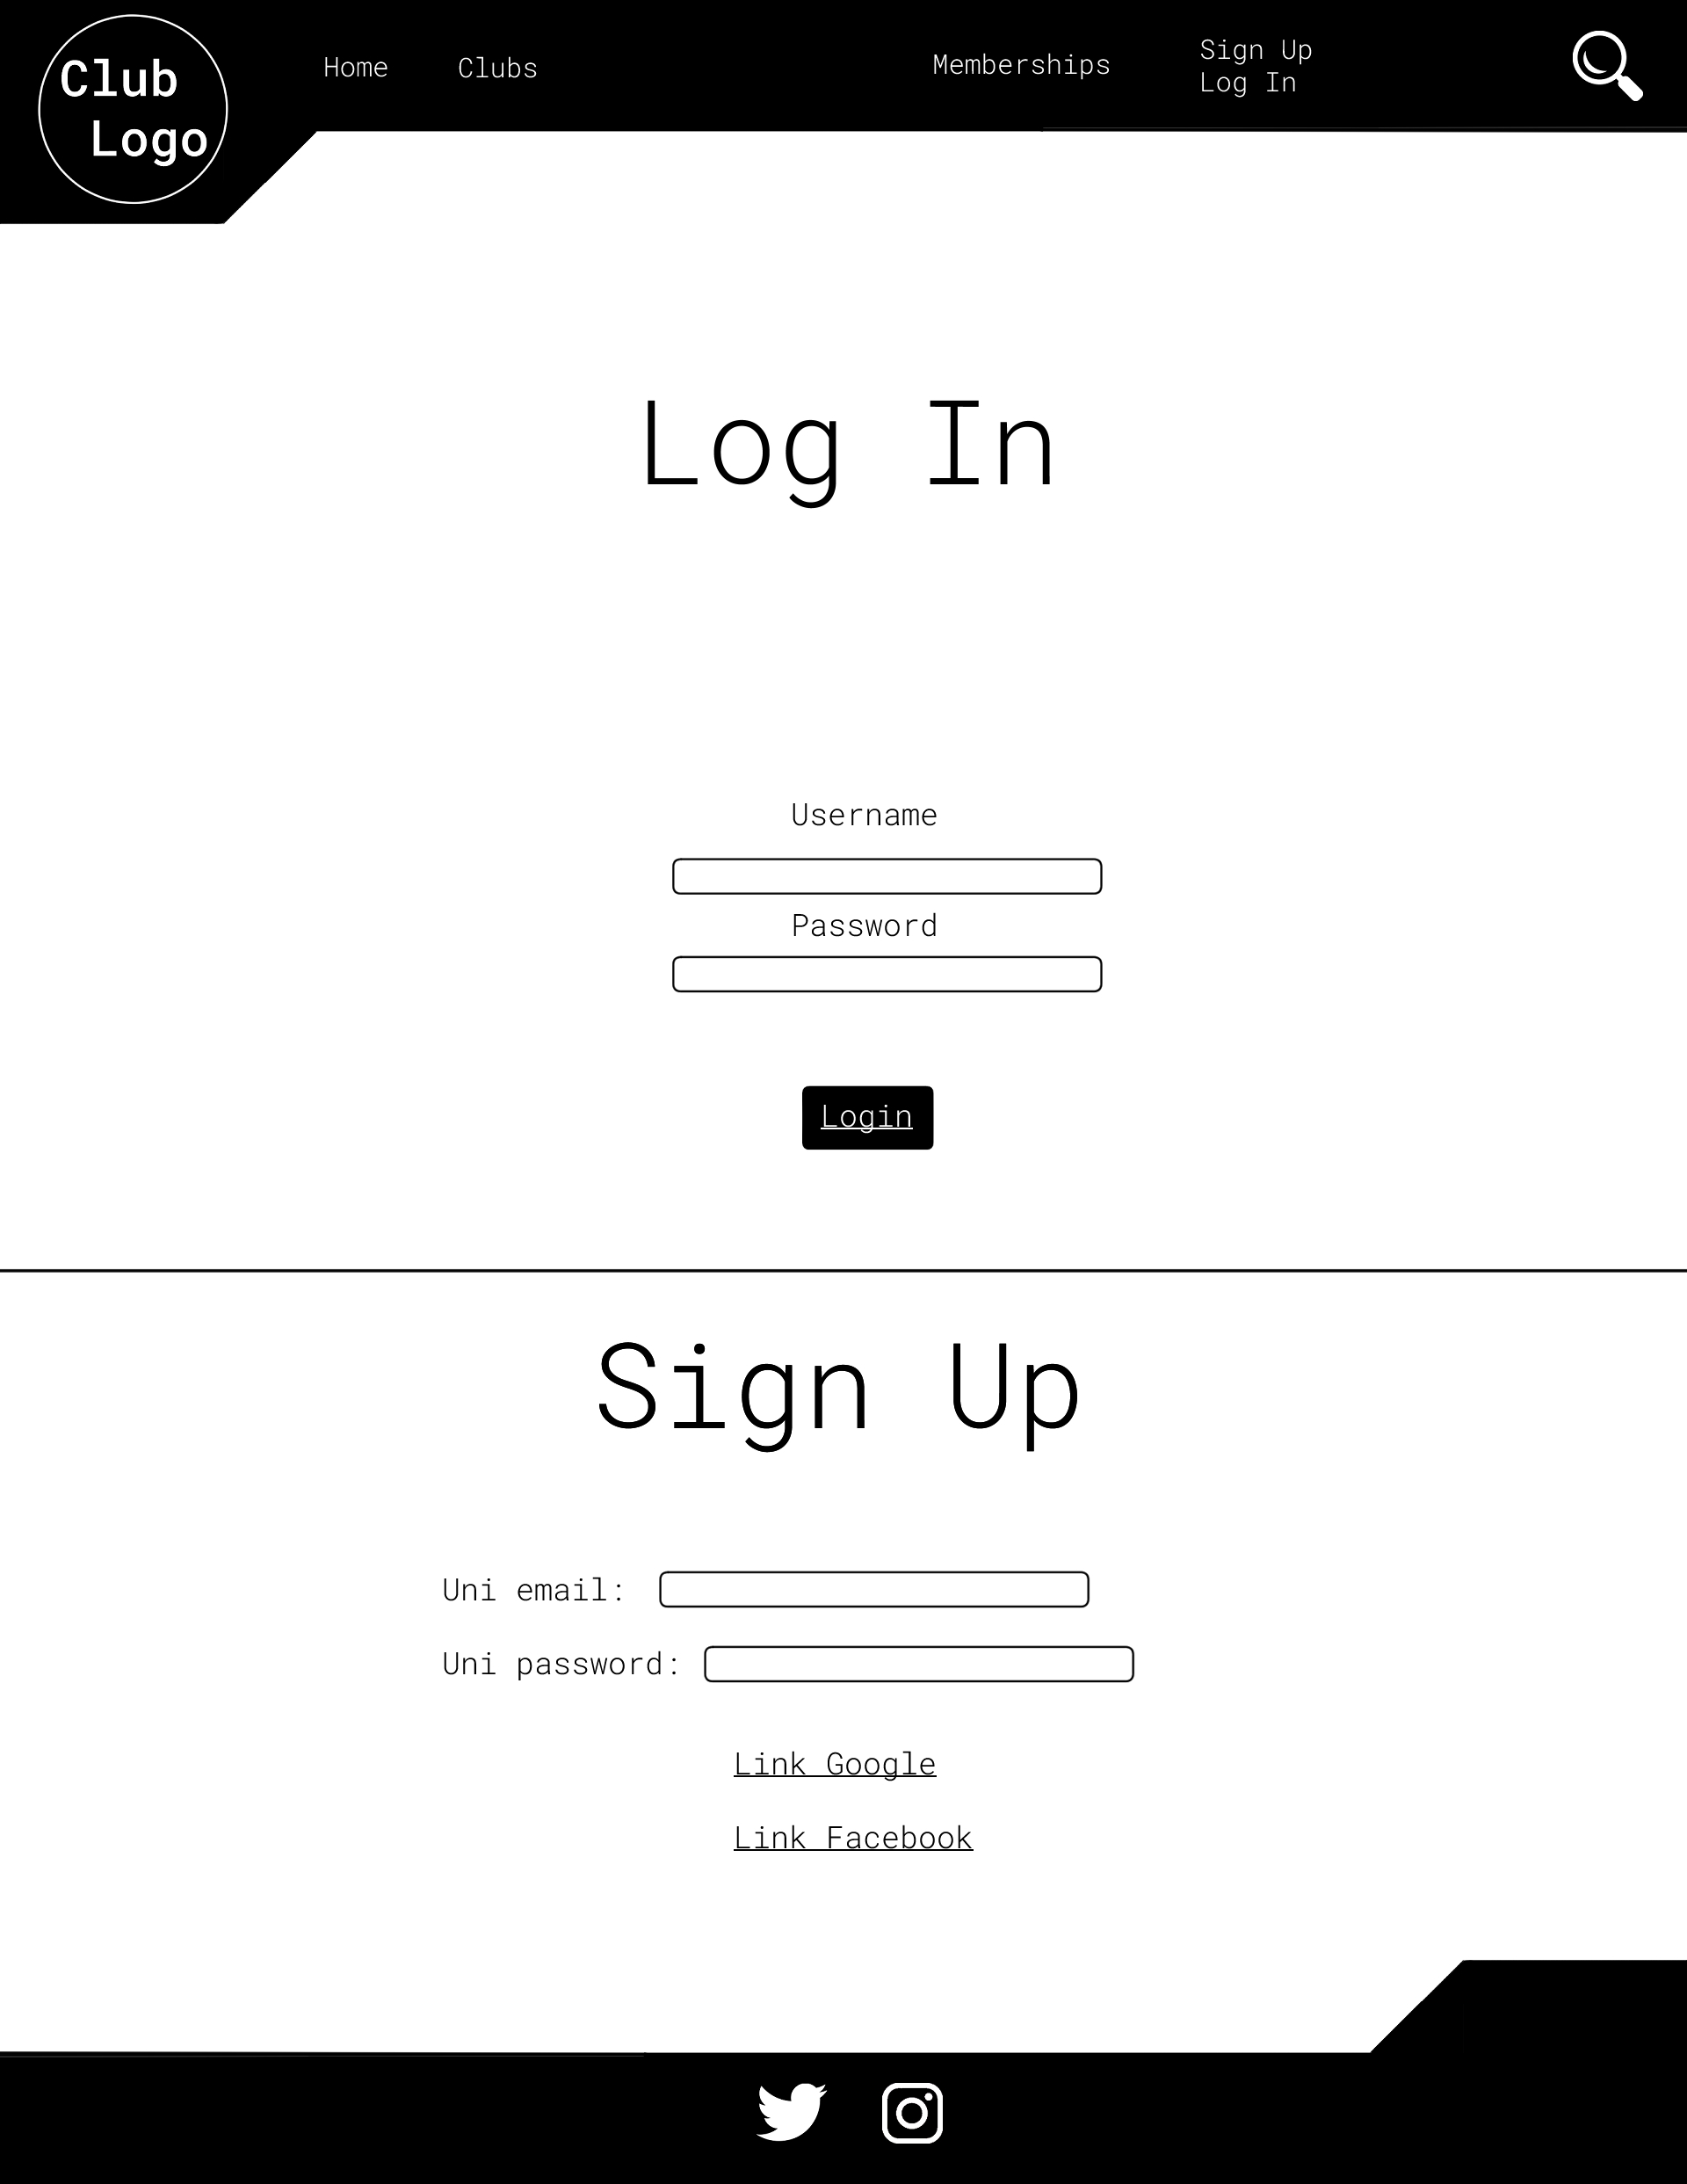 Club
Logo
Home
Clubs
Memberships
Sign Up
Log In
Log In
Username
Password
Login
Sign Up
Uni email:
Uni password:
Link Google
Link Facebook